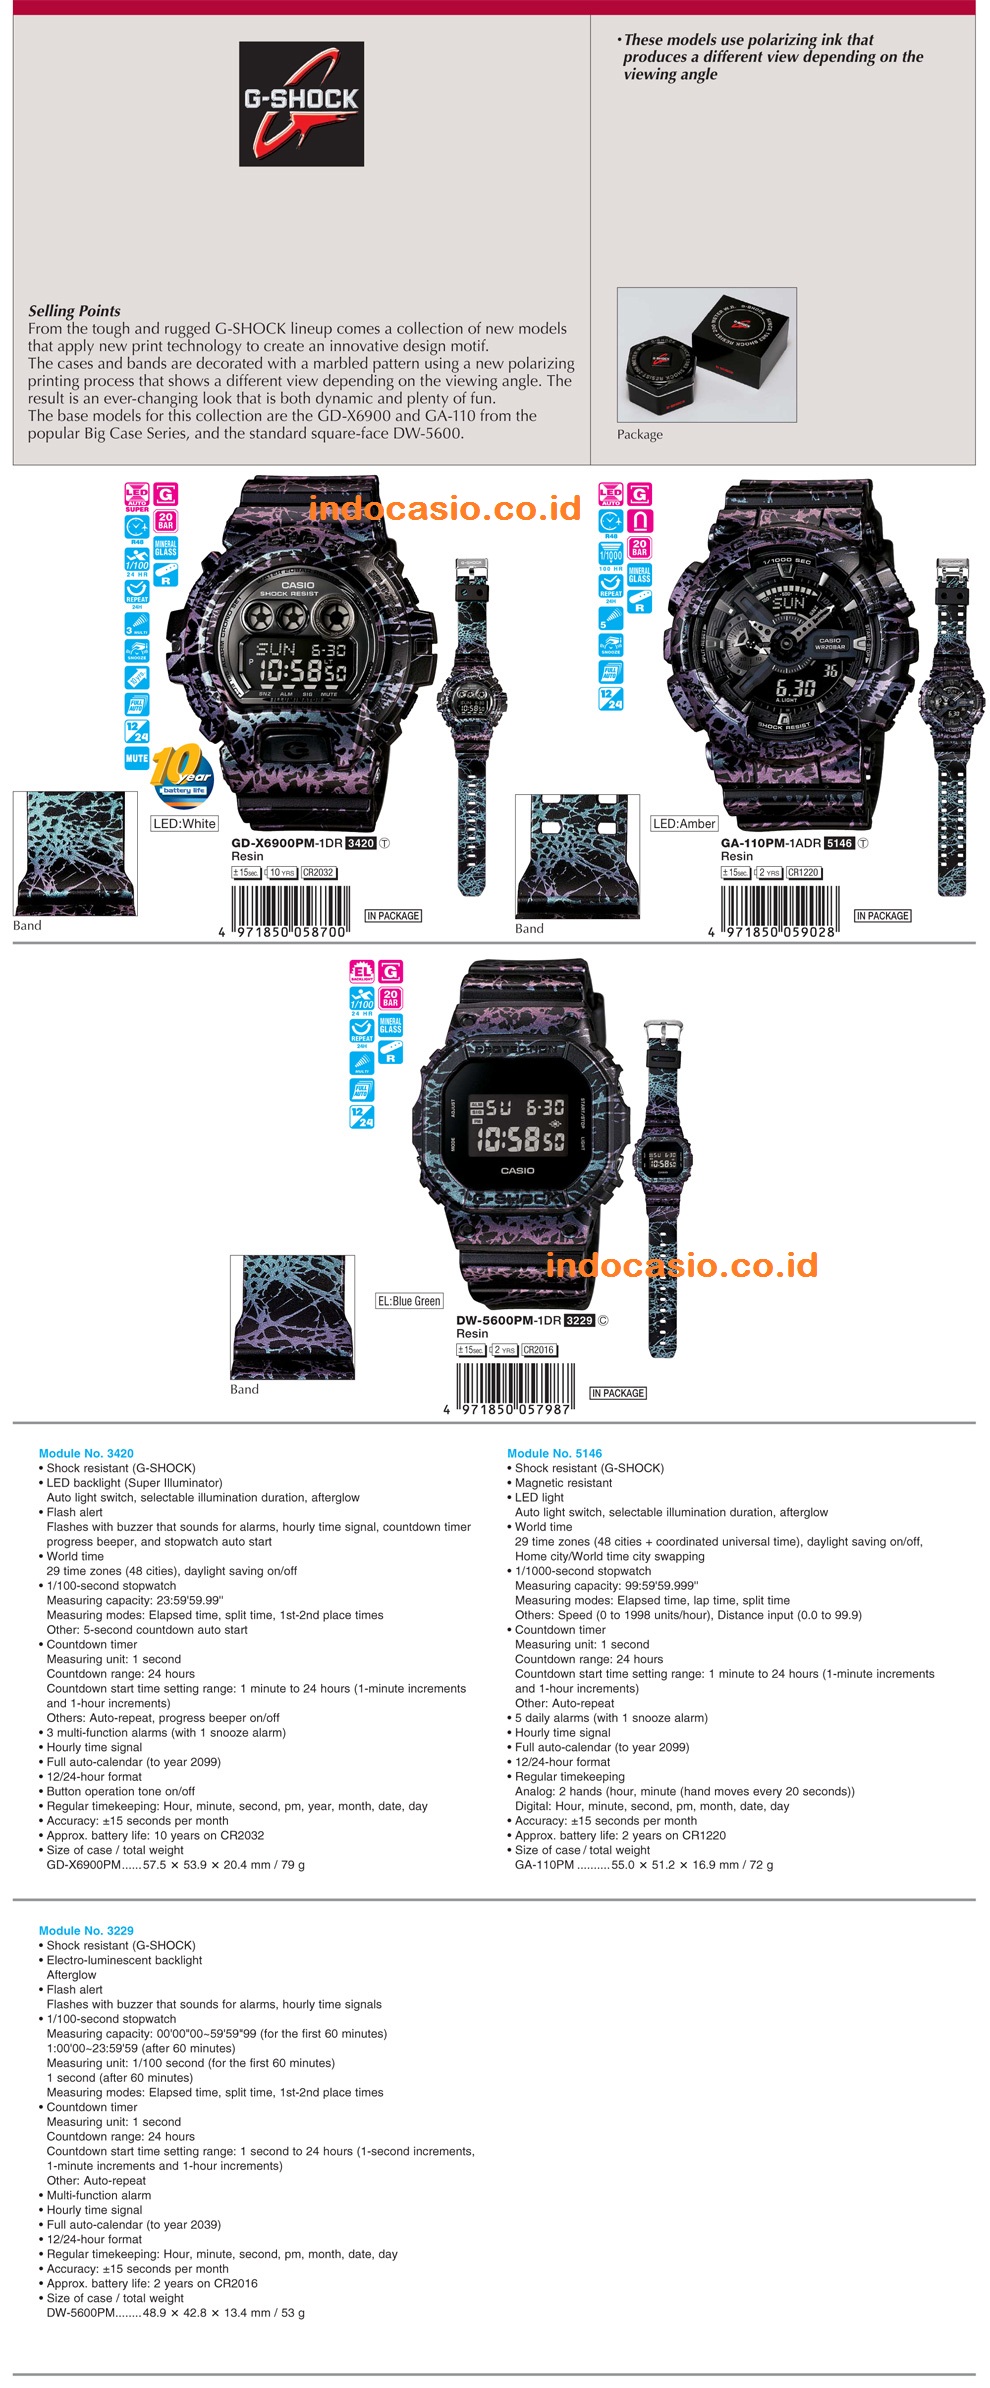 G-SHOCK
• These models use polarizing ink that
produces a different view depending on the
viewing angle
Selling Points
From the tough and rugged G-SHOCK lineup comes a collection of new models
that apply new print technology to create an innovative design motif.
The cases and bands are decorated with a marbled pattern using a new polarizing
printing process that shows a different view depending on the viewing angle. The
result is an ever-changing look that is both dynamic and plenty of fun.
The base models for this collection are the GD-X6900 and GA-110 from the
popular Big Case Series, and the standard square-face DW-5600.
Package
indocasio.co.id
LED AUTO SUPER
G
R48
20 BAR
1/100
24 HR
MINERAL GLASS
REPEAT
24H
R
3
MULTI
SNOOZE
FULL AUTO
12/24
MUTE
10 year
battery life
CASIO
SHOCK RESIST
SUN 6-30
P 10:58 50
SNZ ALM SIG MUTE
LED:White
GD-X6900PM-1DR 3420 T
Resin
±15sec. 10 YRS CR2032
4 971850 058700
IN PACKAGE
Band
LED AUTO
G
R48
1/1000
100 HR
20 BAR
REPEAT
24H
MINERAL GLASS
R
5
SNOOZE
FULL AUTO
12/24
1/1000 SEC
SUN
CASIO
WR20BAR
36
6.30
A.LIGHT
SHOCK RESIST
LED:Amber
GA-110PM-1ADR 5146 T
Resin
±15sec. 2 YRS CR1220
4 971850 059028
IN PACKAGE
Band
EL BACKLIGHT
G
1/100
24 HR
20 BAR
REPEAT
24H
MINERAL GLASS
R
MULTI
FULL AUTO
12/24
PROTECTION
ADJUST
MODE
START/STOP
LIGHT
SU 6-30
10:58 50
CASIO
G-SHOCK
indocasio.co.id
EL:Blue Green
DW-5600PM-1DR 3229 C
Resin
±15sec. 2 YRS CR2016
4 971850 057987
IN PACKAGE
Band
Module No. 3420
• Shock resistant (G-SHOCK)
• LED backlight (Super Illuminator)
Auto light switch, selectable illumination duration, afterglow
• Flash alert
Flashes with buzzer that sounds for alarms, hourly time signal, countdown timer
progress beeper, and stopwatch auto start
• World time
29 time zones (48 cities), daylight saving on/off
• 1/100-second stopwatch
Measuring capacity: 23:59'59.99"
Measuring modes: Elapsed time, split time, 1st-2nd place times
Other: 5-second countdown auto start
• Countdown timer
Measuring unit: 1 second
Countdown range: 24 hours
Countdown start time setting range: 1 minute to 24 hours (1-minute increments
and 1-hour increments)
Others: Auto-repeat, progress beeper on/off
• 3 multi-function alarms (with 1 snooze alarm)
• Hourly time signal
• Full auto-calendar (to year 2099)
• 12/24-hour format
• Button operation tone on/off
• Regular timekeeping: Hour, minute, second, pm, year, month, date, day
• Accuracy: ±15 seconds per month
• Approx. battery life: 10 years on CR2032
• Size of case / total weight
GD-X6900PM......57.5 × 53.9 × 20.4 mm / 79 g
Module No. 5146
• Shock resistant (G-SHOCK)
• Magnetic resistant
• LED light
Auto light switch, selectable illumination duration, afterglow
• World time
29 time zones (48 cities + coordinated universal time), daylight saving on/off,
Home city/World time city swapping
• 1/1000-second stopwatch
Measuring capacity: 99:59'59.999"
Measuring modes: Elapsed time, lap time, split time
Others: Speed (0 to 1998 units/hour), Distance input (0.0 to 99.9)
• Countdown timer
Measuring unit: 1 second
Countdown range: 24 hours
Countdown start time setting range: 1 minute to 24 hours (1-minute increments
and 1-hour increments)
Other: Auto-repeat
• 5 daily alarms (with 1 snooze alarm)
• Hourly time signal
• Full auto-calendar (to year 2099)
• 12/24-hour format
• Regular timekeeping
Analog: 2 hands (hour, minute (hand moves every 20 seconds))
Digital: Hour, minute, second, pm, month, date, day
• Accuracy: ±15 seconds per month
• Approx. battery life: 2 years on CR1220
• Size of case / total weight
GA-110PM ..........55.0 × 51.2 × 16.9 mm / 72 g
Module No. 3229
• Shock resistant (G-SHOCK)
• Electro-luminescent backlight
Afterglow
• Flash alert
Flashes with buzzer that sounds for alarms, hourly time signals
• 1/100-second stopwatch
Measuring capacity: 00'00"00~59'59"99 (for the first 60 minutes)
1:00'00~23:59'59 (after 60 minutes)
Measuring unit: 1/100 second (for the first 60 minutes)
1 second (after 60 minutes)
Measuring modes: Elapsed time, split time, 1st-2nd place times
• Countdown timer
Measuring unit: 1 second
Countdown range: 24 hours
Countdown start time setting range: 1 second to 24 hours (1-second increments,
1-minute increments and 1-hour increments)
Other: Auto-repeat
• Multi-function alarm
• Hourly time signal
• Full auto-calendar (to year 2039)
• 12/24-hour format
• Regular timekeeping: Hour, minute, second, pm, month, date, day
• Accuracy: ±15 seconds per month
• Approx. battery life: 2 years on CR2016
• Size of case / total weight
DW-5600PM........48.9 × 42.8 × 13.4 mm / 53 g